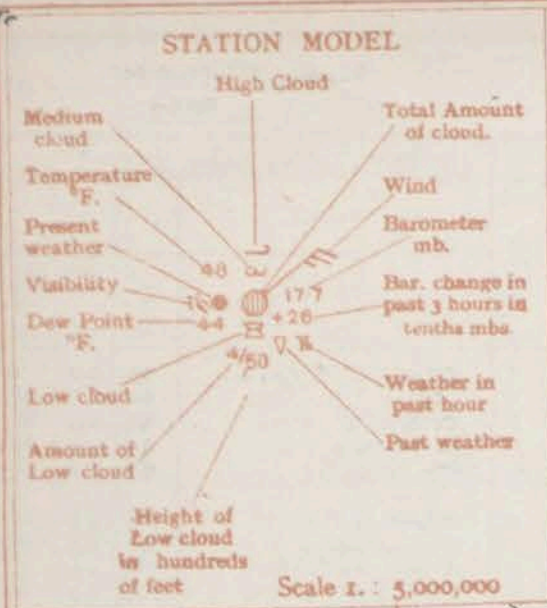 STATION MODEL
High Cloud
Medium
cloud
Total Amount
of cloud.
Temperature
°F.
Wind
Present
weather
Barometer
mb.
48
Visibility
16
17 7
Bar. change in
past 3 hours in
tenths mbs.
+26
Dew Point
°F.
44
4/50
Low cloud
Weather in
past hour
Amount of
Low cloud
Past weather
Height of
Low cloud
in hundreds
of feet
Scale 1. : 5,000,000